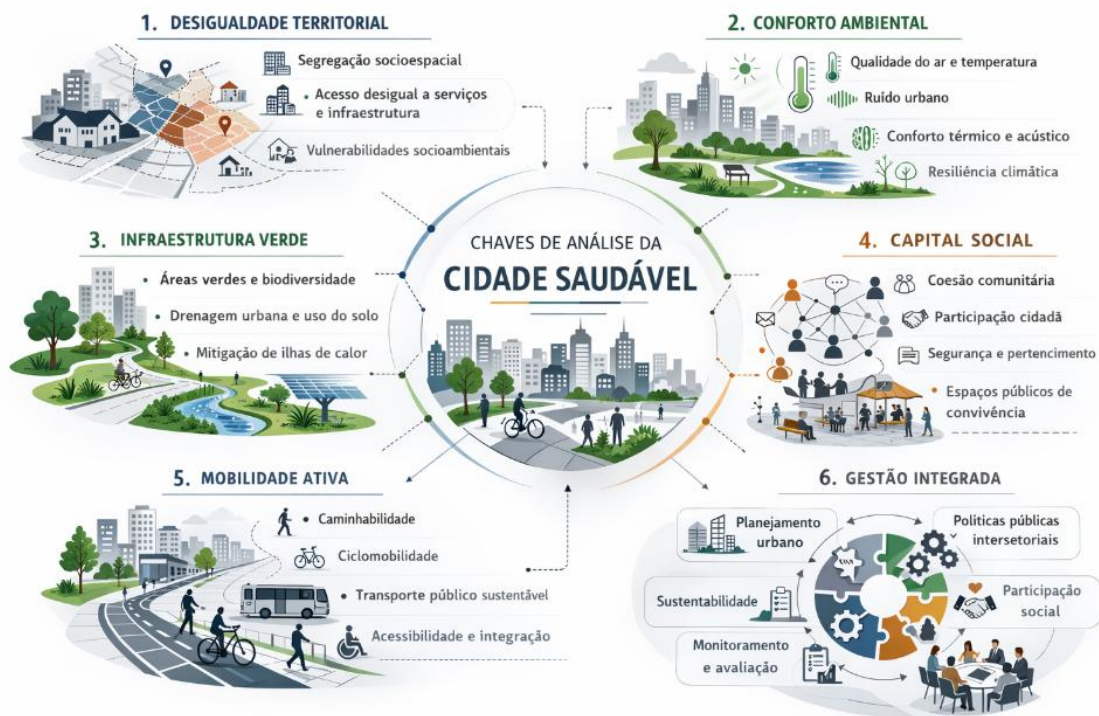 1. DESIGUALDADE TERRITORIAL
Segregação socioespacial
• Acesso desigual a serviços
e infraestrutura
Vulnerabilidades socioambientais
2. CONFORTO AMBIENTAL
Qualidade do ar e temperatura
Ruído urbano
Conforto térmico e acústico
Resiliência climática
CHAVES DE ANÁLISE DA
CIDADE SAUDÁVEL
3. INFRAESTRUTURA VERDE
• Áreas verdes e biodiversidade
• Drenagem urbana e uso do solo
• Mitigação de ilhas de calor
4. CAPITAL SOCIAL
Coesão comunitária
Participação cidadã
Segurança e pertencimento
• Espaços públicos de
convivência
5. MOBILIDADE ATIVA
• Caminhabilidade
Ciclomobilidade
• Transporte público sustentável
Acessibilidade e integração
6. GESTÃO INTEGRADA
Planejamento
urbano
Políticas públicas
intersetoriais
Sustentabilidade
Participação
social
Monitoramento
e avaliação